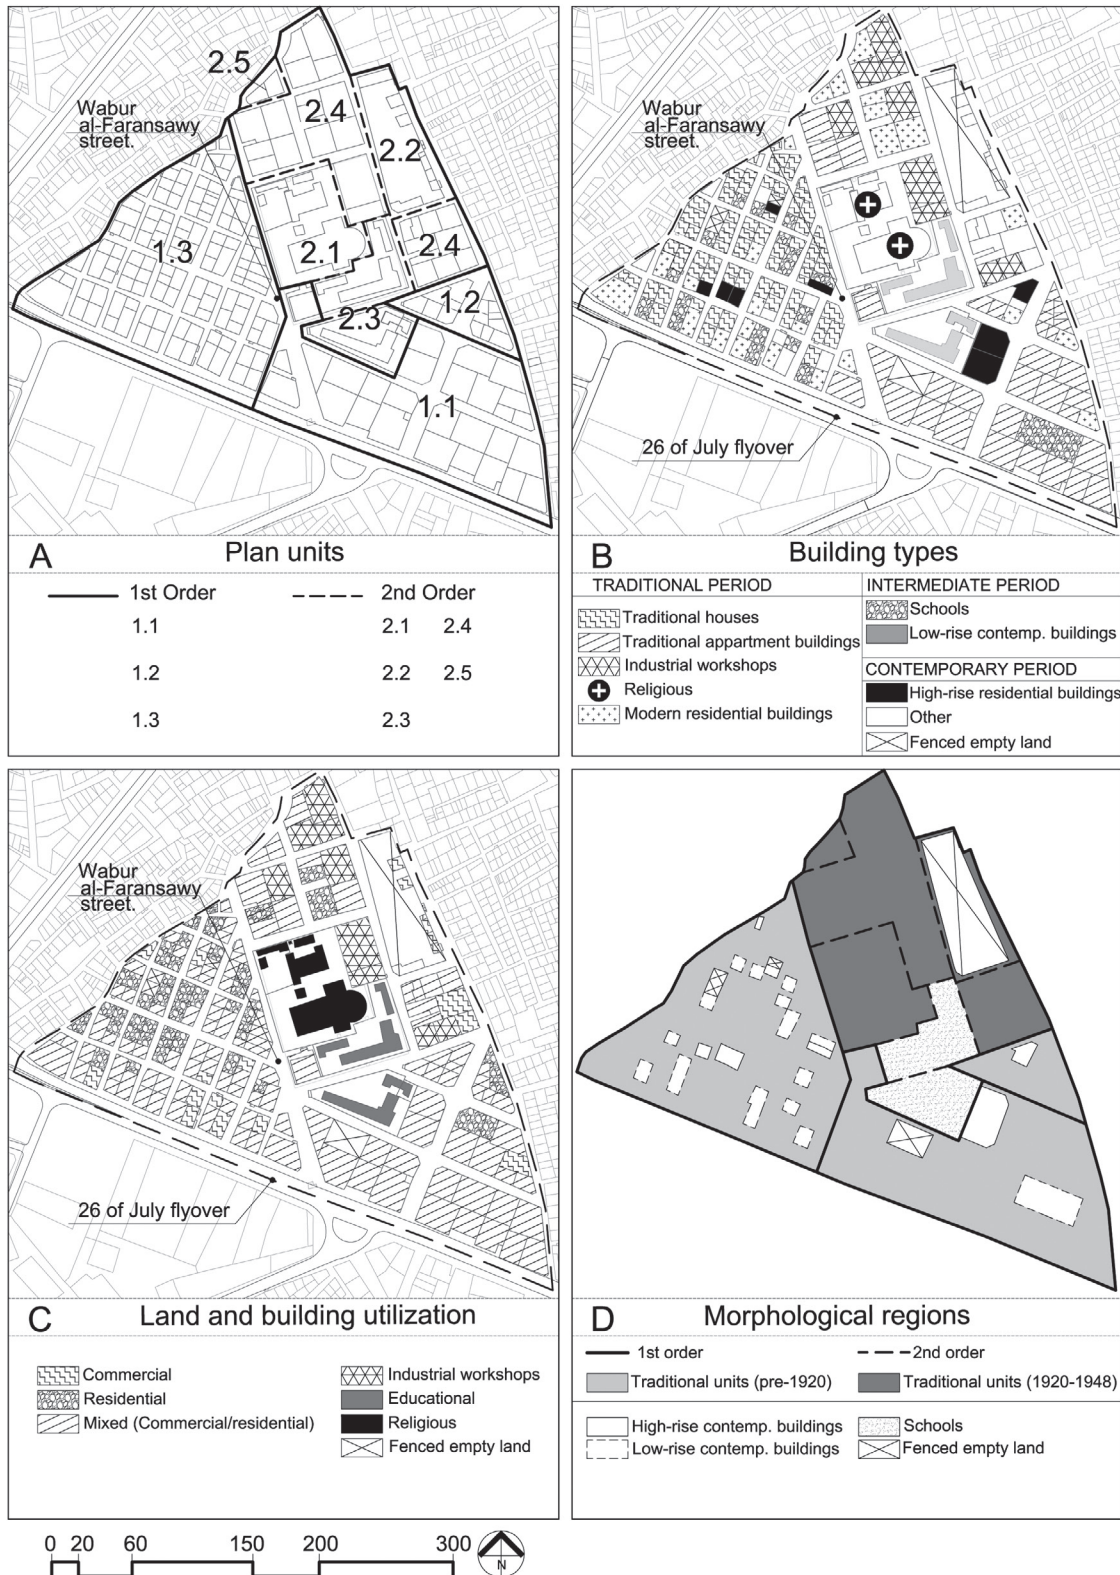 2.5
Wabur
al-Faransawy
street.
2.4
2.2
1.3
2.1
2.4
1.2
2.3
1.1
A Plan units
1st Order 2nd Order
1.1 2.1 2.4
1.2 2.2 2.5
1.3 2.3
Wabur
al-Faransawy
street.
26 of July flyover
B Building types
TRADITIONAL PERIOD
Traditional houses
Traditional appartment buildings
Industrial workshops
Religious
Modern residential buildings
INTERMEDIATE PERIOD
Schools
Low-rise contemp. buildings
CONTEMPORARY PERIOD
High-rise residential buildings
Other
Fenced empty land
Wabur
al-Faransawy
street.
26 of July flyover
C Land and building utilization
Commercial
Residential
Mixed (Commercial/residential)
Industrial workshops
Educational
Religious
Fenced empty land
D Morphological regions
1st order 2nd order
Traditional units (pre-1920) Traditional units (1920-1948)
High-rise contemp. buildings Schools
Low-rise contemp. buildings Fenced empty land
0 20 60 150 200 300
N